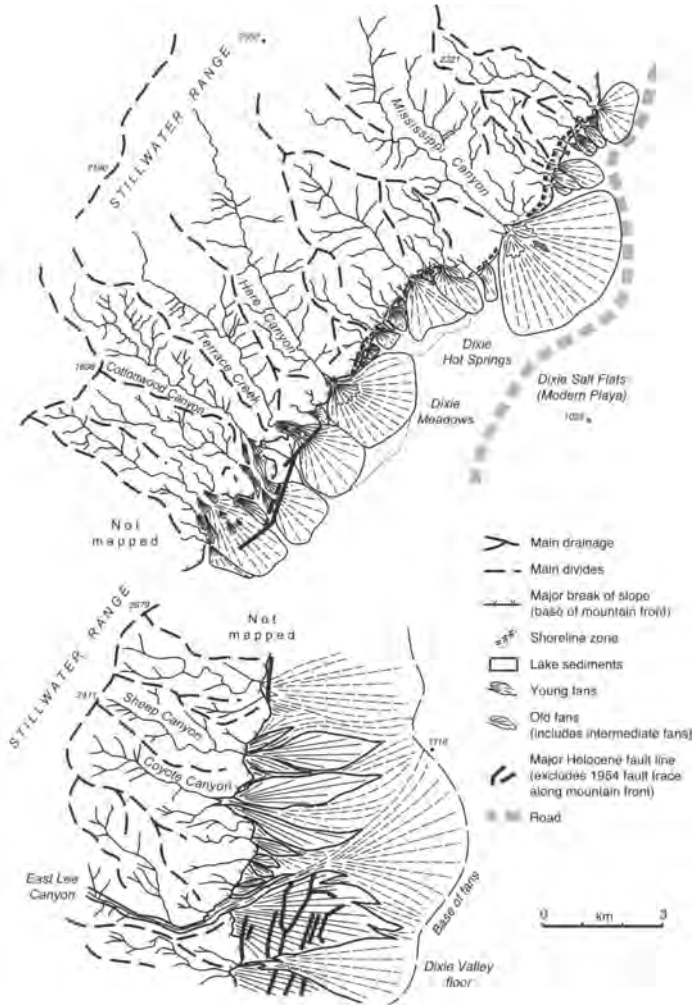 2321
STILLWATER RANGE
Mississippi
Canyon
Here Canyon
Terrace Creek
Cottonwood Canyon
Dixie
Hot Springs
Dixie
Meadows
Dixie Salt Flats
(Modern Playa)
Not
mapped
Main drainage
Main divides
Major break of slope
(base of mountain front)
Shoreline zone
Lake sediments
Young fans
Old fans
(includes intermediate fans)
Major Holocene fault line
(excludes 1954 fault trace
along mountain front)
Road
0 3
km
STILLWATER RANGE
2679
Not
mapped
Sheep Canyon
Coyote Canyon
East Lee
Canyon
Base of fans
Dixie Valley
floor